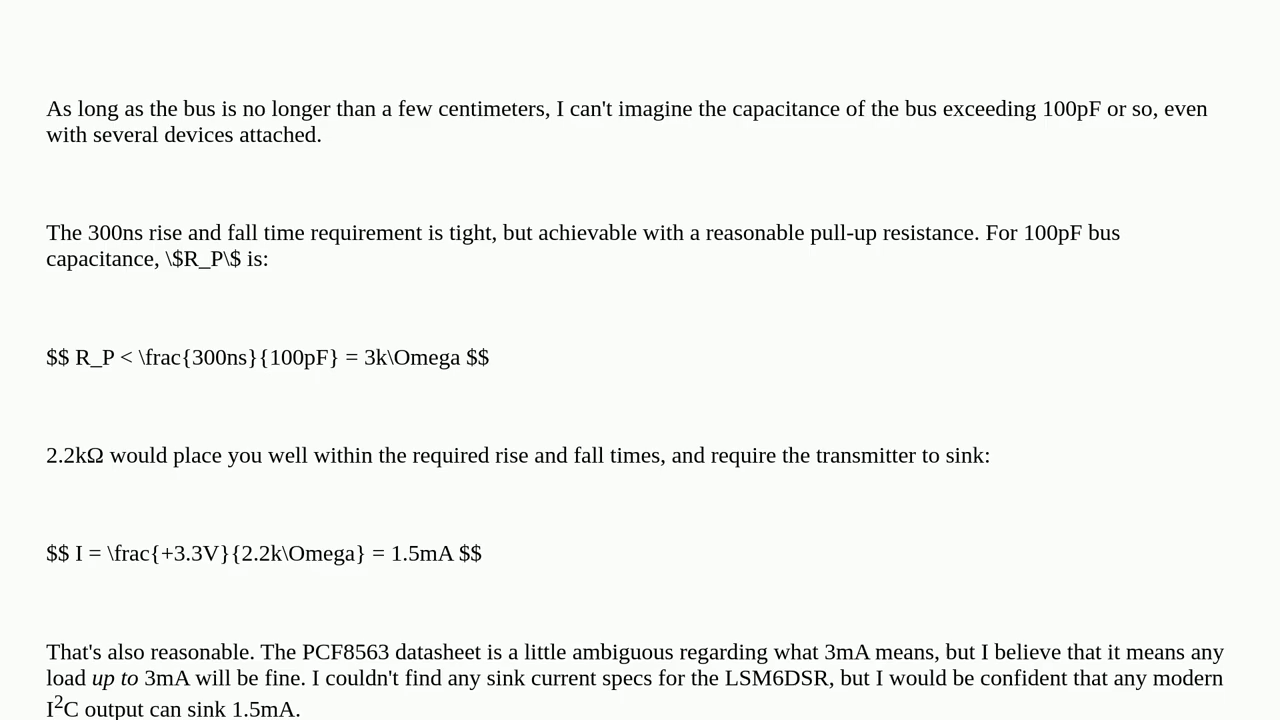 As long as the bus is no longer than a few centimeters, I can't imagine the capacitance of the bus exceeding 100pF or so, even
with several devices attached.
The 300ns rise and fall time requirement is tight, but achievable with a reasonable pull-up resistance. For 100pF bus
capacitance, \$R_P\$ is:
$$ R_P < \frac{300ns}{100pF} = 3k\Omega $$
2.2kΩ would place you well within the required rise and fall times, and require the transmitter to sink:
$$ I = \frac{+3.3V}{2.2k\Omega} = 1.5mA $$
That's also reasonable. The PCF8563 datasheet is a little ambiguous regarding what 3mA means, but I believe that it means any
load up to 3mA will be fine. I couldn't find any sink current specs for the LSM6DSR, but I would be confident that any modern
I²C output can sink 1.5mA.